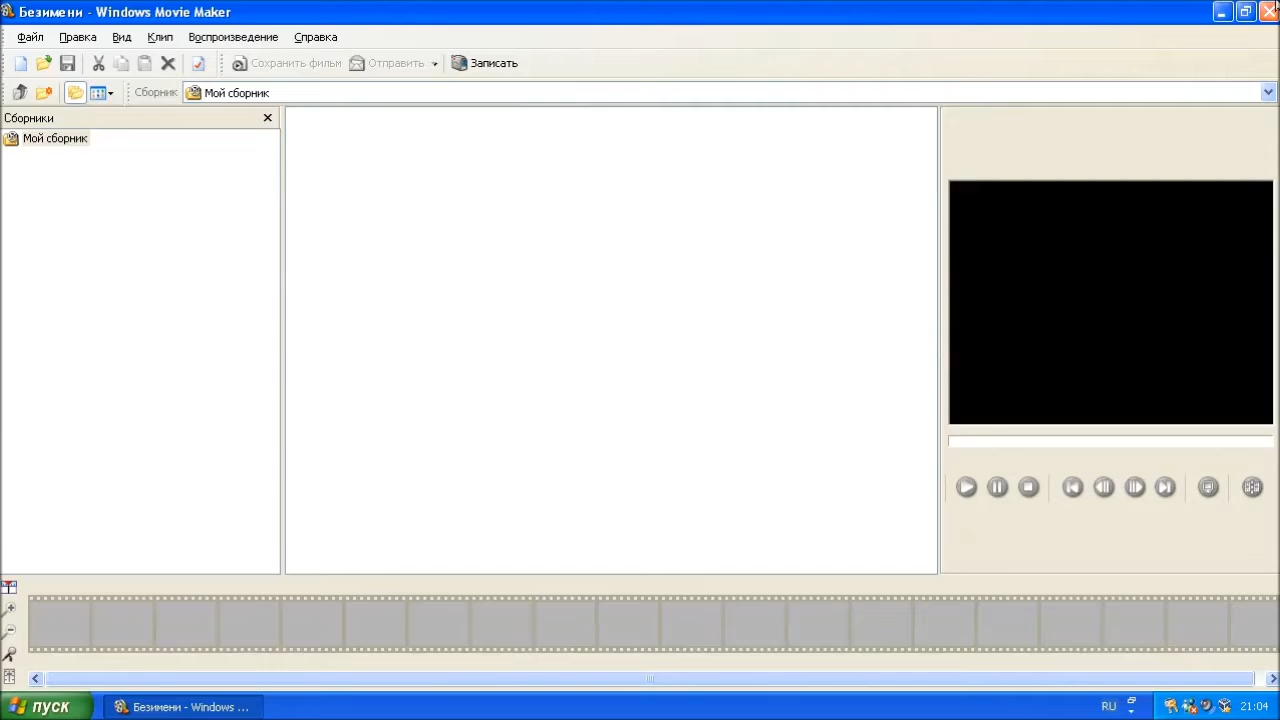 Безимени - Windows Movie Maker
Файл Правка Вид Клип Воспроизведение Справка
Сохранить фильм Отправить Записать
Сборник Мой сборник
Сборники
Мой сборник
пуск Безимени - Windows ... RU 21:04